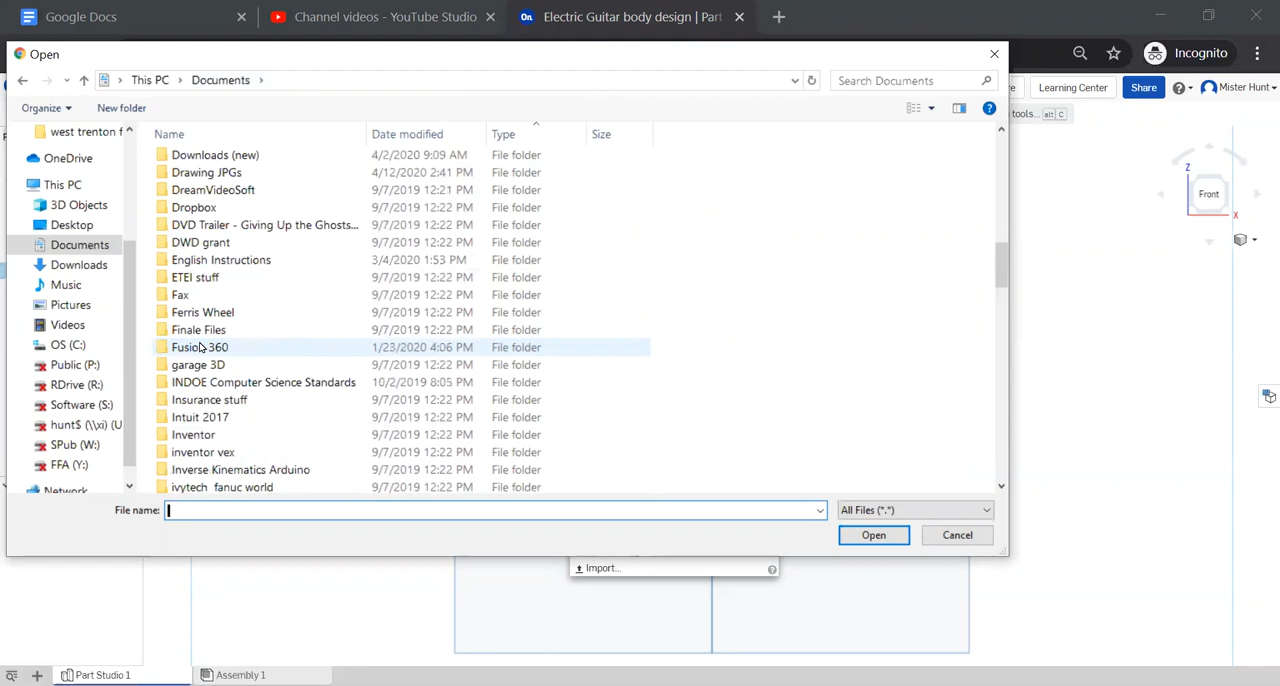 Google Docs
Channel videos - YouTube Studio
On Electric Guitar body design | Part
Open
Incognito
This PC Documents
Search Documents
Organize New folder
Learning Center Share Mister Hunt
tools... alt C
west trenton f
OneDrive
This PC
3D Objects
Desktop
Documents
Downloads
Music
Pictures
Videos
OS (C:)
Public (P:)
RDrive (R:)
Software (S:)
hunt$ (\\xi) (U
SPub (W:)
FFA (Y:)
Network
Name Date modified Type Size
Downloads (new) 4/2/2020 9:09 AM File folder
Drawing JPGs 4/12/2020 2:41 PM File folder
DreamVideoSoft 9/7/2019 12:21 PM File folder
Dropbox 9/7/2019 12:22 PM File folder
DVD Trailer - Giving Up the Ghosts... 9/7/2019 12:22 PM File folder
DWD grant 9/7/2019 12:22 PM File folder
English Instructions 3/4/2020 1:53 PM File folder
ETEI stuff 9/7/2019 12:22 PM File folder
Fax 9/7/2019 12:22 PM File folder
Ferris Wheel 9/7/2019 12:22 PM File folder
Finale Files 9/7/2019 12:22 PM File folder
Fusion 360 1/23/2020 4:06 PM File folder
garage 3D 9/7/2019 12:22 PM File folder
INDOE Computer Science Standards 10/2/2019 8:05 PM File folder
Insurance stuff 9/7/2019 12:22 PM File folder
Intuit 2017 9/7/2019 12:22 PM File folder
Inventor 9/7/2019 12:22 PM File folder
inventor vex 9/7/2019 12:22 PM File folder
Inverse Kinematics Arduino 9/7/2019 12:22 PM File folder
ivytech fanuc world 9/7/2019 12:22 PM File folder
File name: All Files (*.*)
Open Cancel
Z
Front
X
Import...
Part Studio 1 Assembly 1